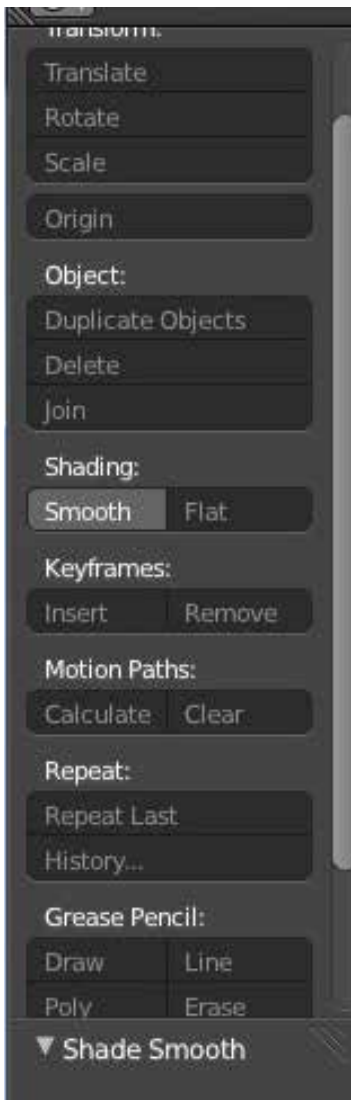 Transform:
Translate
Rotate
Scale
Origin
Object:
Duplicate Objects
Delete
Join
Shading:
Smooth Flat
Keyframes:
Insert Remove
Motion Paths:
Calculate Clear
Repeat:
Repeat Last
History...
Grease Pencil:
Draw Line
Poly Erase
Shade Smooth